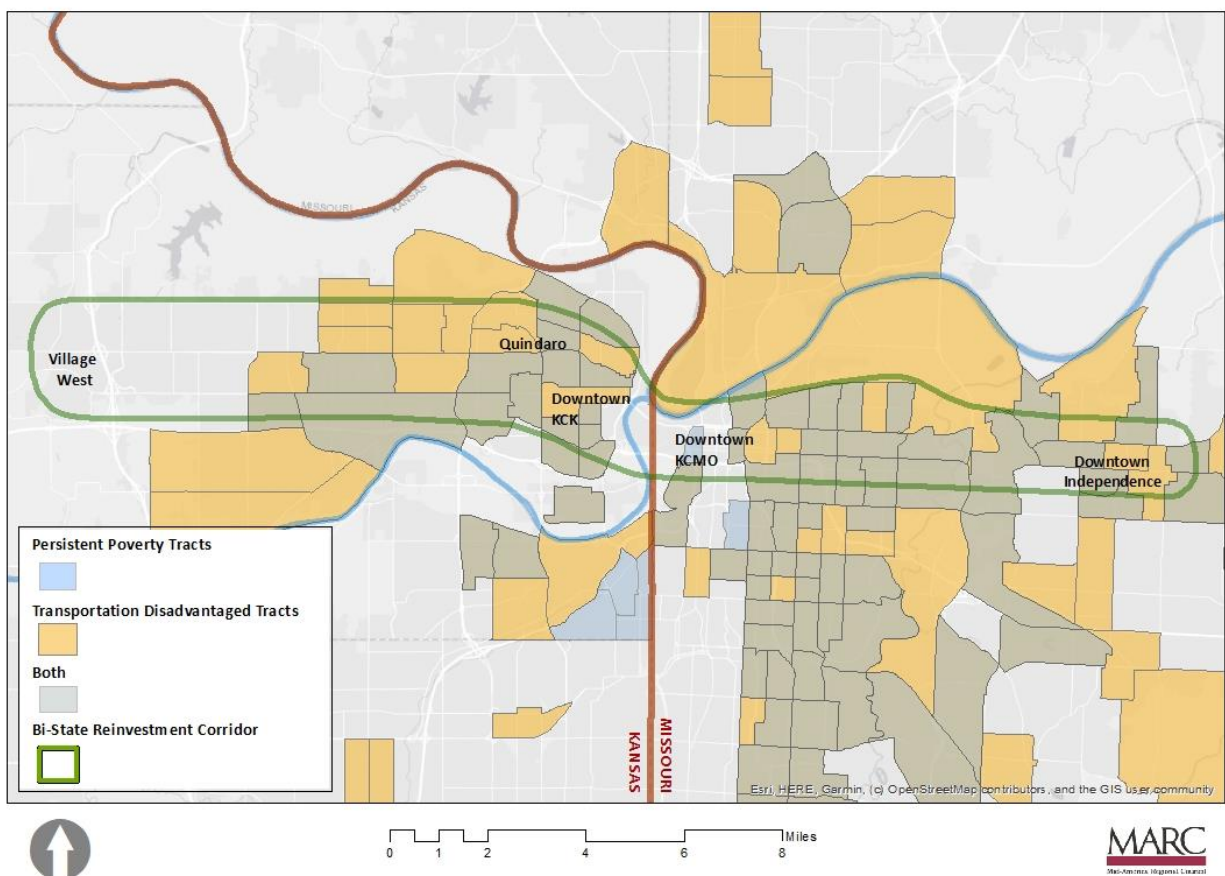 MISSOURI
KANSAS
Village
West
Quindaro
Downtown
KCK
Downtown
KCMO
Downtown
Independence
Persistent Poverty Tracts
Transportation Disadvantaged Tracts
Both
Bi-State Reinvestment Corridor
KANSAS
MISSOURI
Esri, HERE, Garmin, (c) OpenStreetMap contributors, and the GIS user community
Miles
0 1 2 4 6 8
MARC
Mid-America Regional Council